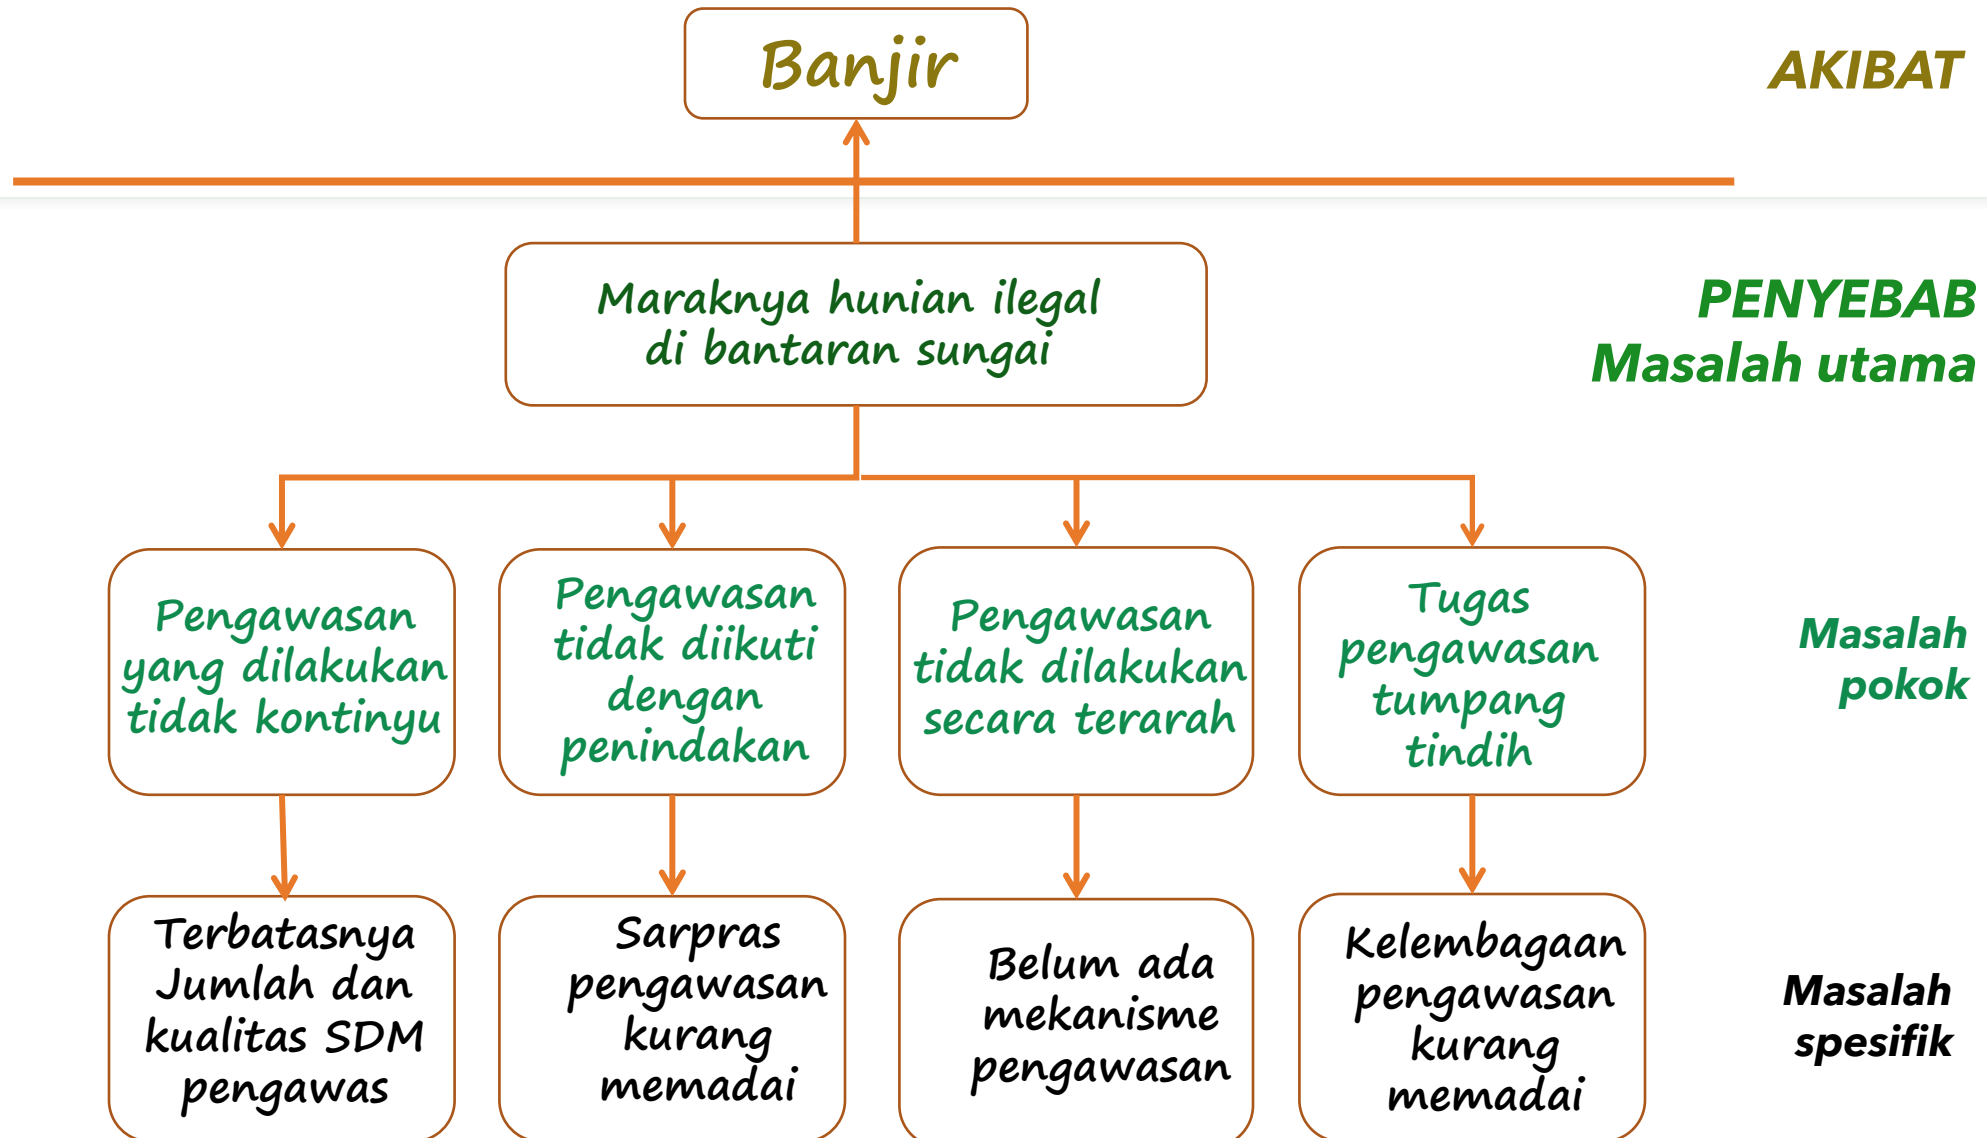 Banjir
AKIBAT
Maraknya hunian ilegal
di bantaran sungai
PENYEBAB
Masalah utama
Pengawasan
yang dilakukan
tidak kontinyu
Pengawasan
tidak diikuti
dengan
penindakan
Pengawasan
tidak dilakukan
secara terarah
Tugas
pengawasan
tumpang
tindih
Masalah
pokok
Terbatasnya
Jumlah dan
kualitas SDM
pengawas
Sarpras
pengawasan
kurang
memadai
Belum ada
mekanisme
pengawasan
Kelembagaan
pengawasan
kurang
memadai
Masalah
spesifik